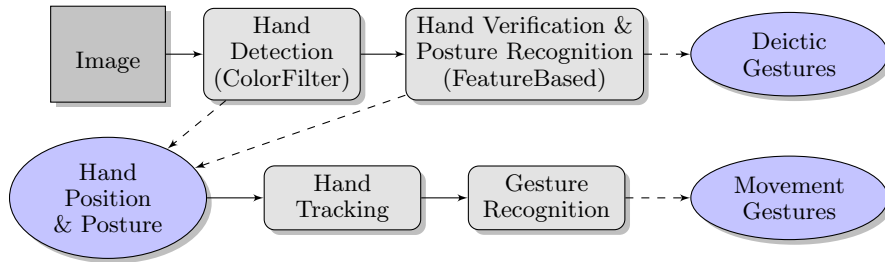 Image
Hand
Detection
(ColorFilter)
Hand Verification &
Posture Recognition
(FeatureBased)
Deictic
Gestures
Hand
Position
& Posture
Hand
Tracking
Gesture
Recognition
Movement
Gestures